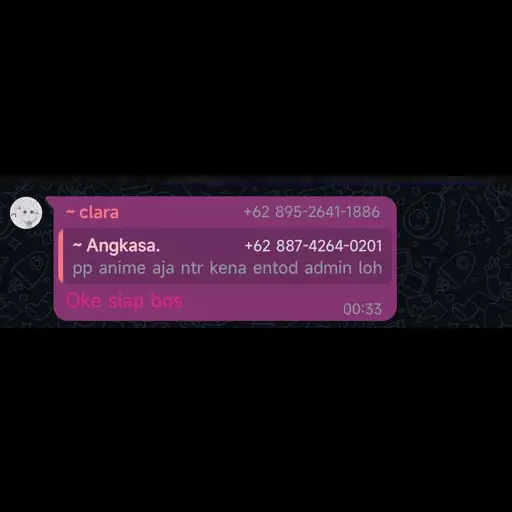 ~ clara +62 895-2641-1886
~ Angkasa. +62 887-4264-0201
pp anime aja ntr kena entod admin loh
Oke siap bos
00:33